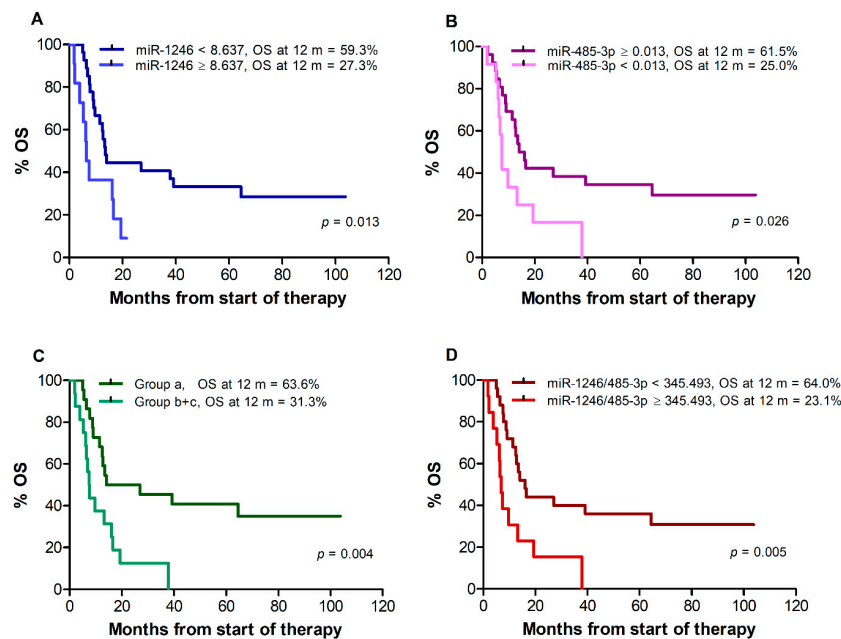 A
miR-1246 < 8.637, OS at 12 m = 59.3%
miR-1246 ≥ 8.637, OS at 12 m = 27.3%
% OS
100
80
60
40
20
0
p = 0.013
0 20 40 60 80 100 120
Months from start of therapy
B
miR-485-3p ≥ 0.013, OS at 12 m = 61.5%
miR-485-3p < 0.013, OS at 12 m = 25.0%
% OS
100
80
60
40
20
0
p = 0.026
0 20 40 60 80 100 120
Months from start of therapy
C
Group a, OS at 12 m = 63.6%
Group b+c, OS at 12 m = 31.3%
% OS
100
80
60
40
20
0
p = 0.004
0 20 40 60 80 100 120
Months from start of therapy
D
miR-1246/485-3p < 345.493, OS at 12 m = 64.0%
miR-1246/485-3p ≥ 345.493, OS at 12 m = 23.1%
% OS
100
80
60
40
20
0
p = 0.005
0 20 40 60 80 100 120
Months from start of therapy